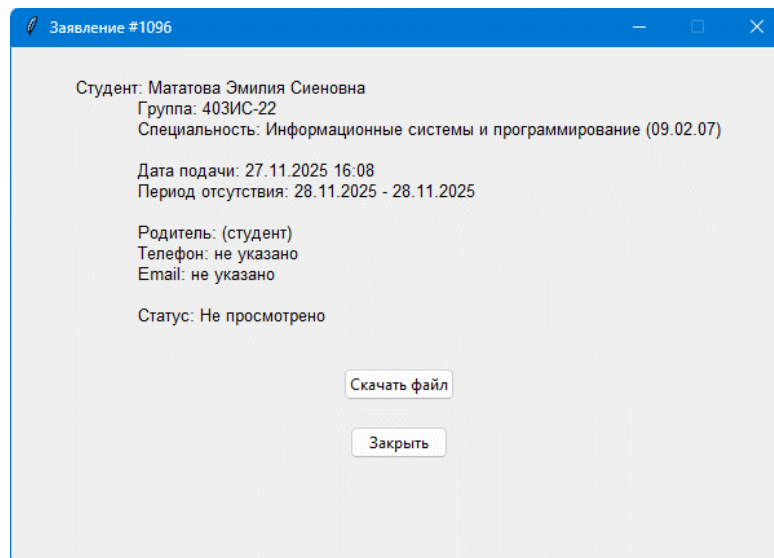 Заявление #1096
Студент: Мататова Эмилия Сиеновна
Группа: 403ИС-22
Специальность: Информационные системы и программирование (09.02.07)
Дата подачи: 27.11.2025 16:08
Период отсутствия: 28.11.2025 - 28.11.2025
Родитель: (студент)
Телефон: не указано
Email: не указано
Статус: Не просмотрено
Скачать файл
Закрыть